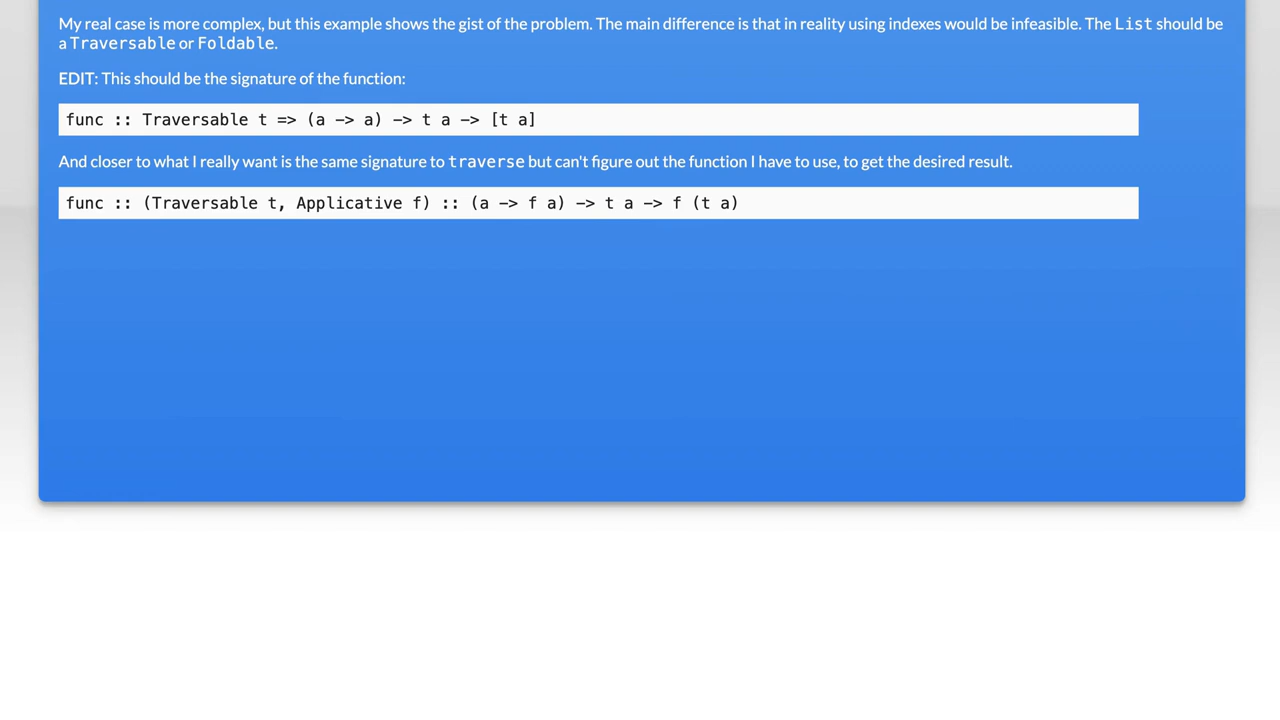 My real case is more complex, but this example shows the gist of the problem. The main difference is that in reality using indexes would be infeasible. The List should be
a Traversable or Foldable.
EDIT: This should be the signature of the function:
func :: Traversable t => (a -> a) -> t a -> [t a]
And closer to what I really want is the same signature to traverse but can't figure out the function I have to use, to get the desired result.
func :: (Traversable t, Applicative f) :: (a -> f a) -> t a -> f (t a)